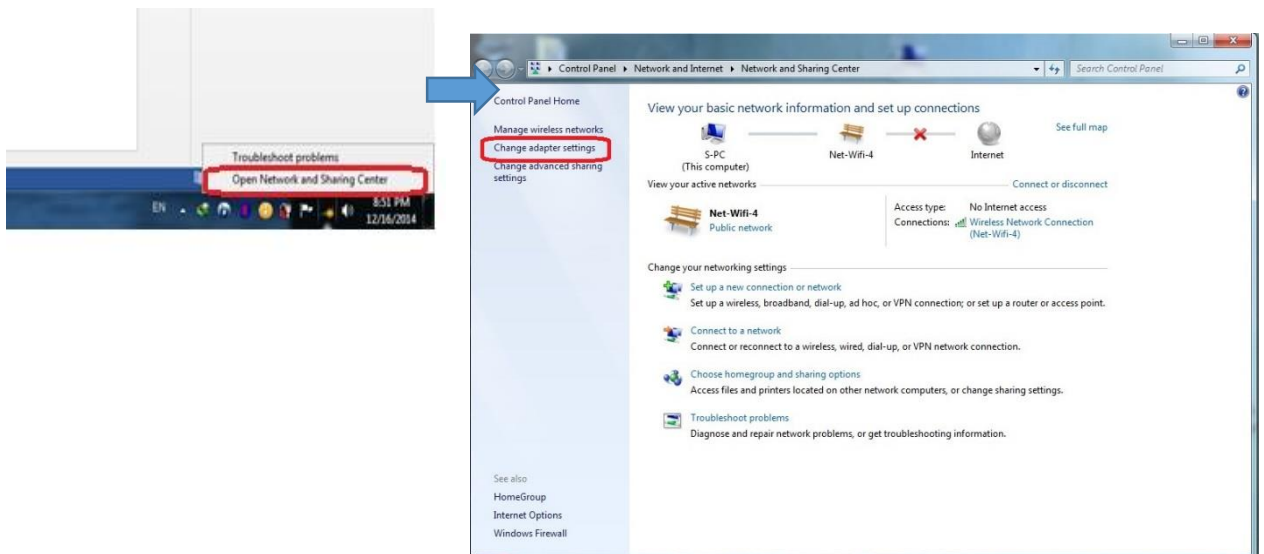 Troubleshoot problems
Open Network and Sharing Center
EN
8:51 PM
12/16/2014
Control Panel
Network and Internet
Network and Sharing Center
Search Control Panel
Control Panel Home
Manage wireless networks
Change adapter settings
Change advanced sharing
settings
See also
HomeGroup
Internet Options
Windows Firewall
View your basic network information and set up connections
See full map
S-PC
(This computer)
Net-Wifi-4
Internet
View your active networks
Connect or disconnect
Net-Wifi-4
Public network
Access type: No Internet access
Connections: Wireless Network Connection
(Net-Wifi-4)
Change your networking settings
Set up a new connection or network
Set up a wireless, broadband, dial-up, ad hoc, or VPN connection; or set up a router or access point.
Connect to a network
Connect or reconnect to a wireless, wired, dial-up, or VPN network connection.
Choose homegroup and sharing options
Access files and printers located on other network computers, or change sharing settings.
Troubleshoot problems
Diagnose and repair network problems, or get troubleshooting information.